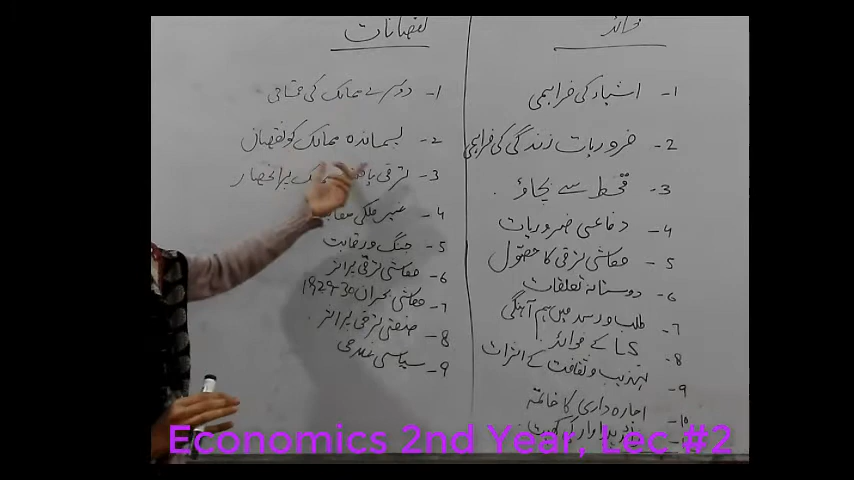 فوائد
1- اشیاء کی فراہمی
2- ضروریات زندگی کی فراہمی
3- قحط سے بچاؤ
4- دفاعی ضروریات
5- معاشی ترقی کا حصول
6- دوستانہ تعلقات
7- طلب و رسد میں ہم آہنگی
8- LS کے فوائد
9- تہذیب و ثقافت کے اثرات
10- اجارہ داری کا خاتمہ
نقصانات
1- دوسرے ممالک کی محتاجی
2- پسماندہ ممالک کو نقصان
3- ترقی یافتہ پر انحصار
4- غیر ملکی
5- جنگ و رقابت
6- معاشی ترقی پر اثر
7- معاشی بحران 1929-30
8- صنعتی ترقی پر اثر
9- سیاسی غلامی
Economics 2nd Year, Lec #2